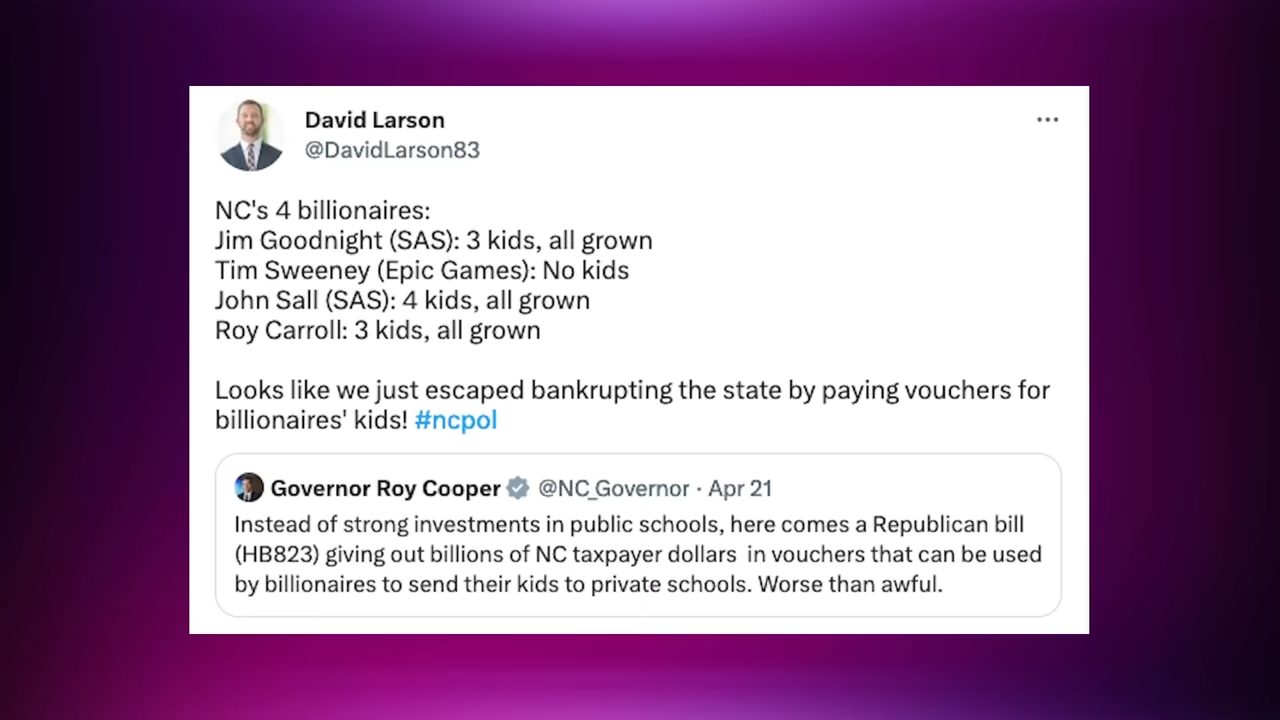 David Larson
@DavidLarson83
NC's 4 billionaires:
Jim Goodnight (SAS): 3 kids, all grown
Tim Sweeney (Epic Games): No kids
John Sall (SAS): 4 kids, all grown
Roy Carroll: 3 kids, all grown
Looks like we just escaped bankrupting the state by paying vouchers for
billionaires' kids! #ncpol
Governor Roy Cooper @NC_Governor · Apr 21
Instead of strong investments in public schools, here comes a Republican bill
(HB823) giving out billions of NC taxpayer dollars  in vouchers that can be used
by billionaires to send their kids to private schools. Worse than awful.